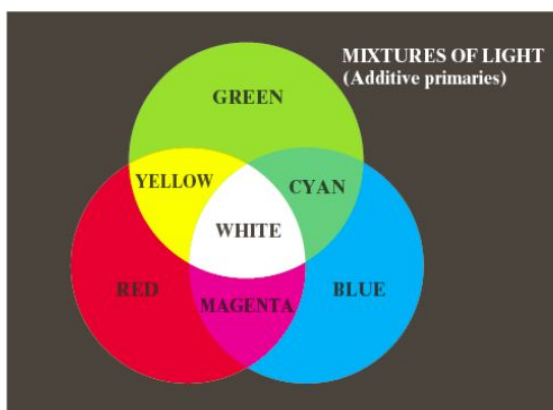 MIXTURES OF LIGHT
(Additive primaries)
GREEN
YELLOW
CYAN
WHITE
RED
BLUE
MAGENTA